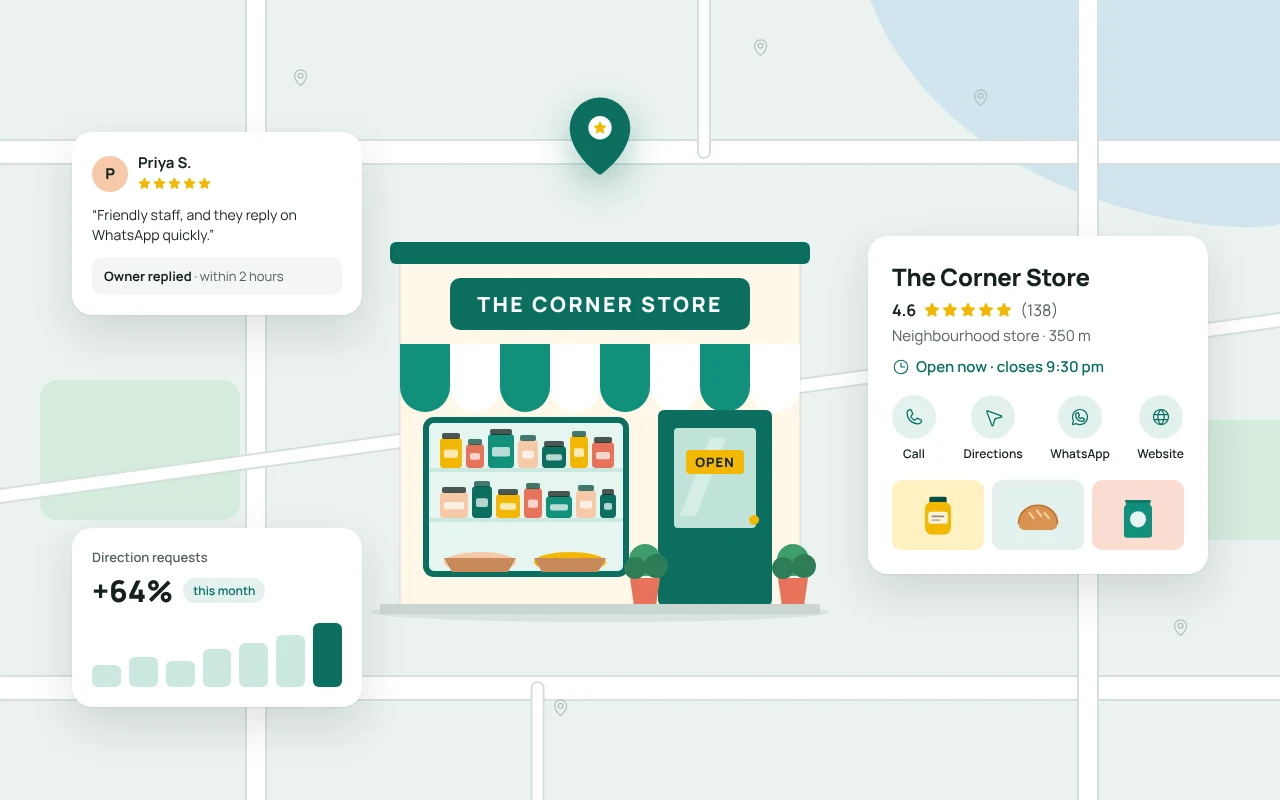 P
Priya S.
“Friendly staff, and they reply on
WhatsApp quickly.”
Owner replied · within 2 hours
THE CORNER STORE
OPEN
The Corner Store
4.6 (138)
Neighbourhood store · 350 m
Open now · closes 9:30 pm
Call Directions WhatsApp Website
Direction requests
+64% this month